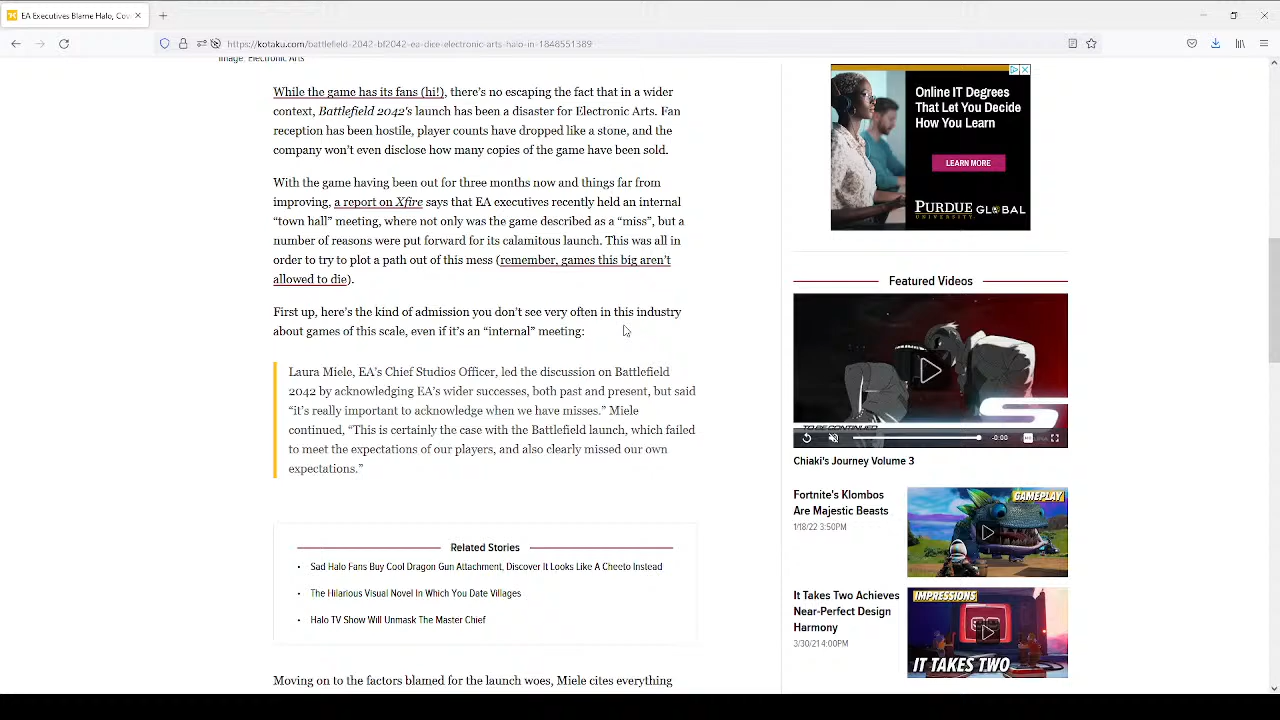 EA Executives Blame Halo, Cov
https://kotaku.com/battlefield-2042-bf2042-ea-dice-electronic-arts-halo-in-1848551389
Image: Electronic Arts
While the game has its fans (hi!), there's no escaping the fact that in a wider
context, Battlefield 2042's launch has been a disaster for Electronic Arts. Fan
reception has been hostile, player counts have dropped like a stone, and the
company won't even disclose how many copies of the game have been sold.
With the game having been out for three months now and things far from
improving, a report on Xfire says that EA executives recently held an internal
"town hall" meeting, where not only was the game described as a "miss", but a
number of reasons were put forward for its calamitous launch. This was all in
order to try to plot a path out of this mess (remember, games this big aren't
allowed to die).
First up, here's the kind of admission you don't see very often in this industry
about games of this scale, even if it's an "internal" meeting:
Laura Miele, EA's Chief Studios Officer, led the discussion on Battlefield
2042 by acknowledging EA's wider successes, both past and present, but said
"it's really important to acknowledge when we have misses." Miele
continued, "This is certainly the case with the Battlefield launch, which failed
to meet the expectations of our players, and also clearly missed our own
expectations."
Related Stories
• Sad Halo Fans Buy Cool Dragon Gun Attachment, Discover It Looks Like A Cheeto Instead
• The Hilarious Visual Novel In Which You Date Villages
• Halo TV Show Will Unmask The Master Chief
Moving on to the factors blamed for the launch woes, Miele cites everything
Online IT Degrees
That Let You Decide
How You Learn
LEARN MORE
PURDUE GLOBAL
UNIVERSITY
Featured Videos
TO BE CONTINUED
-0:00
Chiaki's Journey Volume 3
Fortnite's Klombos
Are Majestic Beasts
1/18/22 3:50PM
GAMEPLAY
It Takes Two Achieves
Near-Perfect Design
Harmony
3/30/21 4:00PM
IMPRESSIONS
IT TAKES TWO